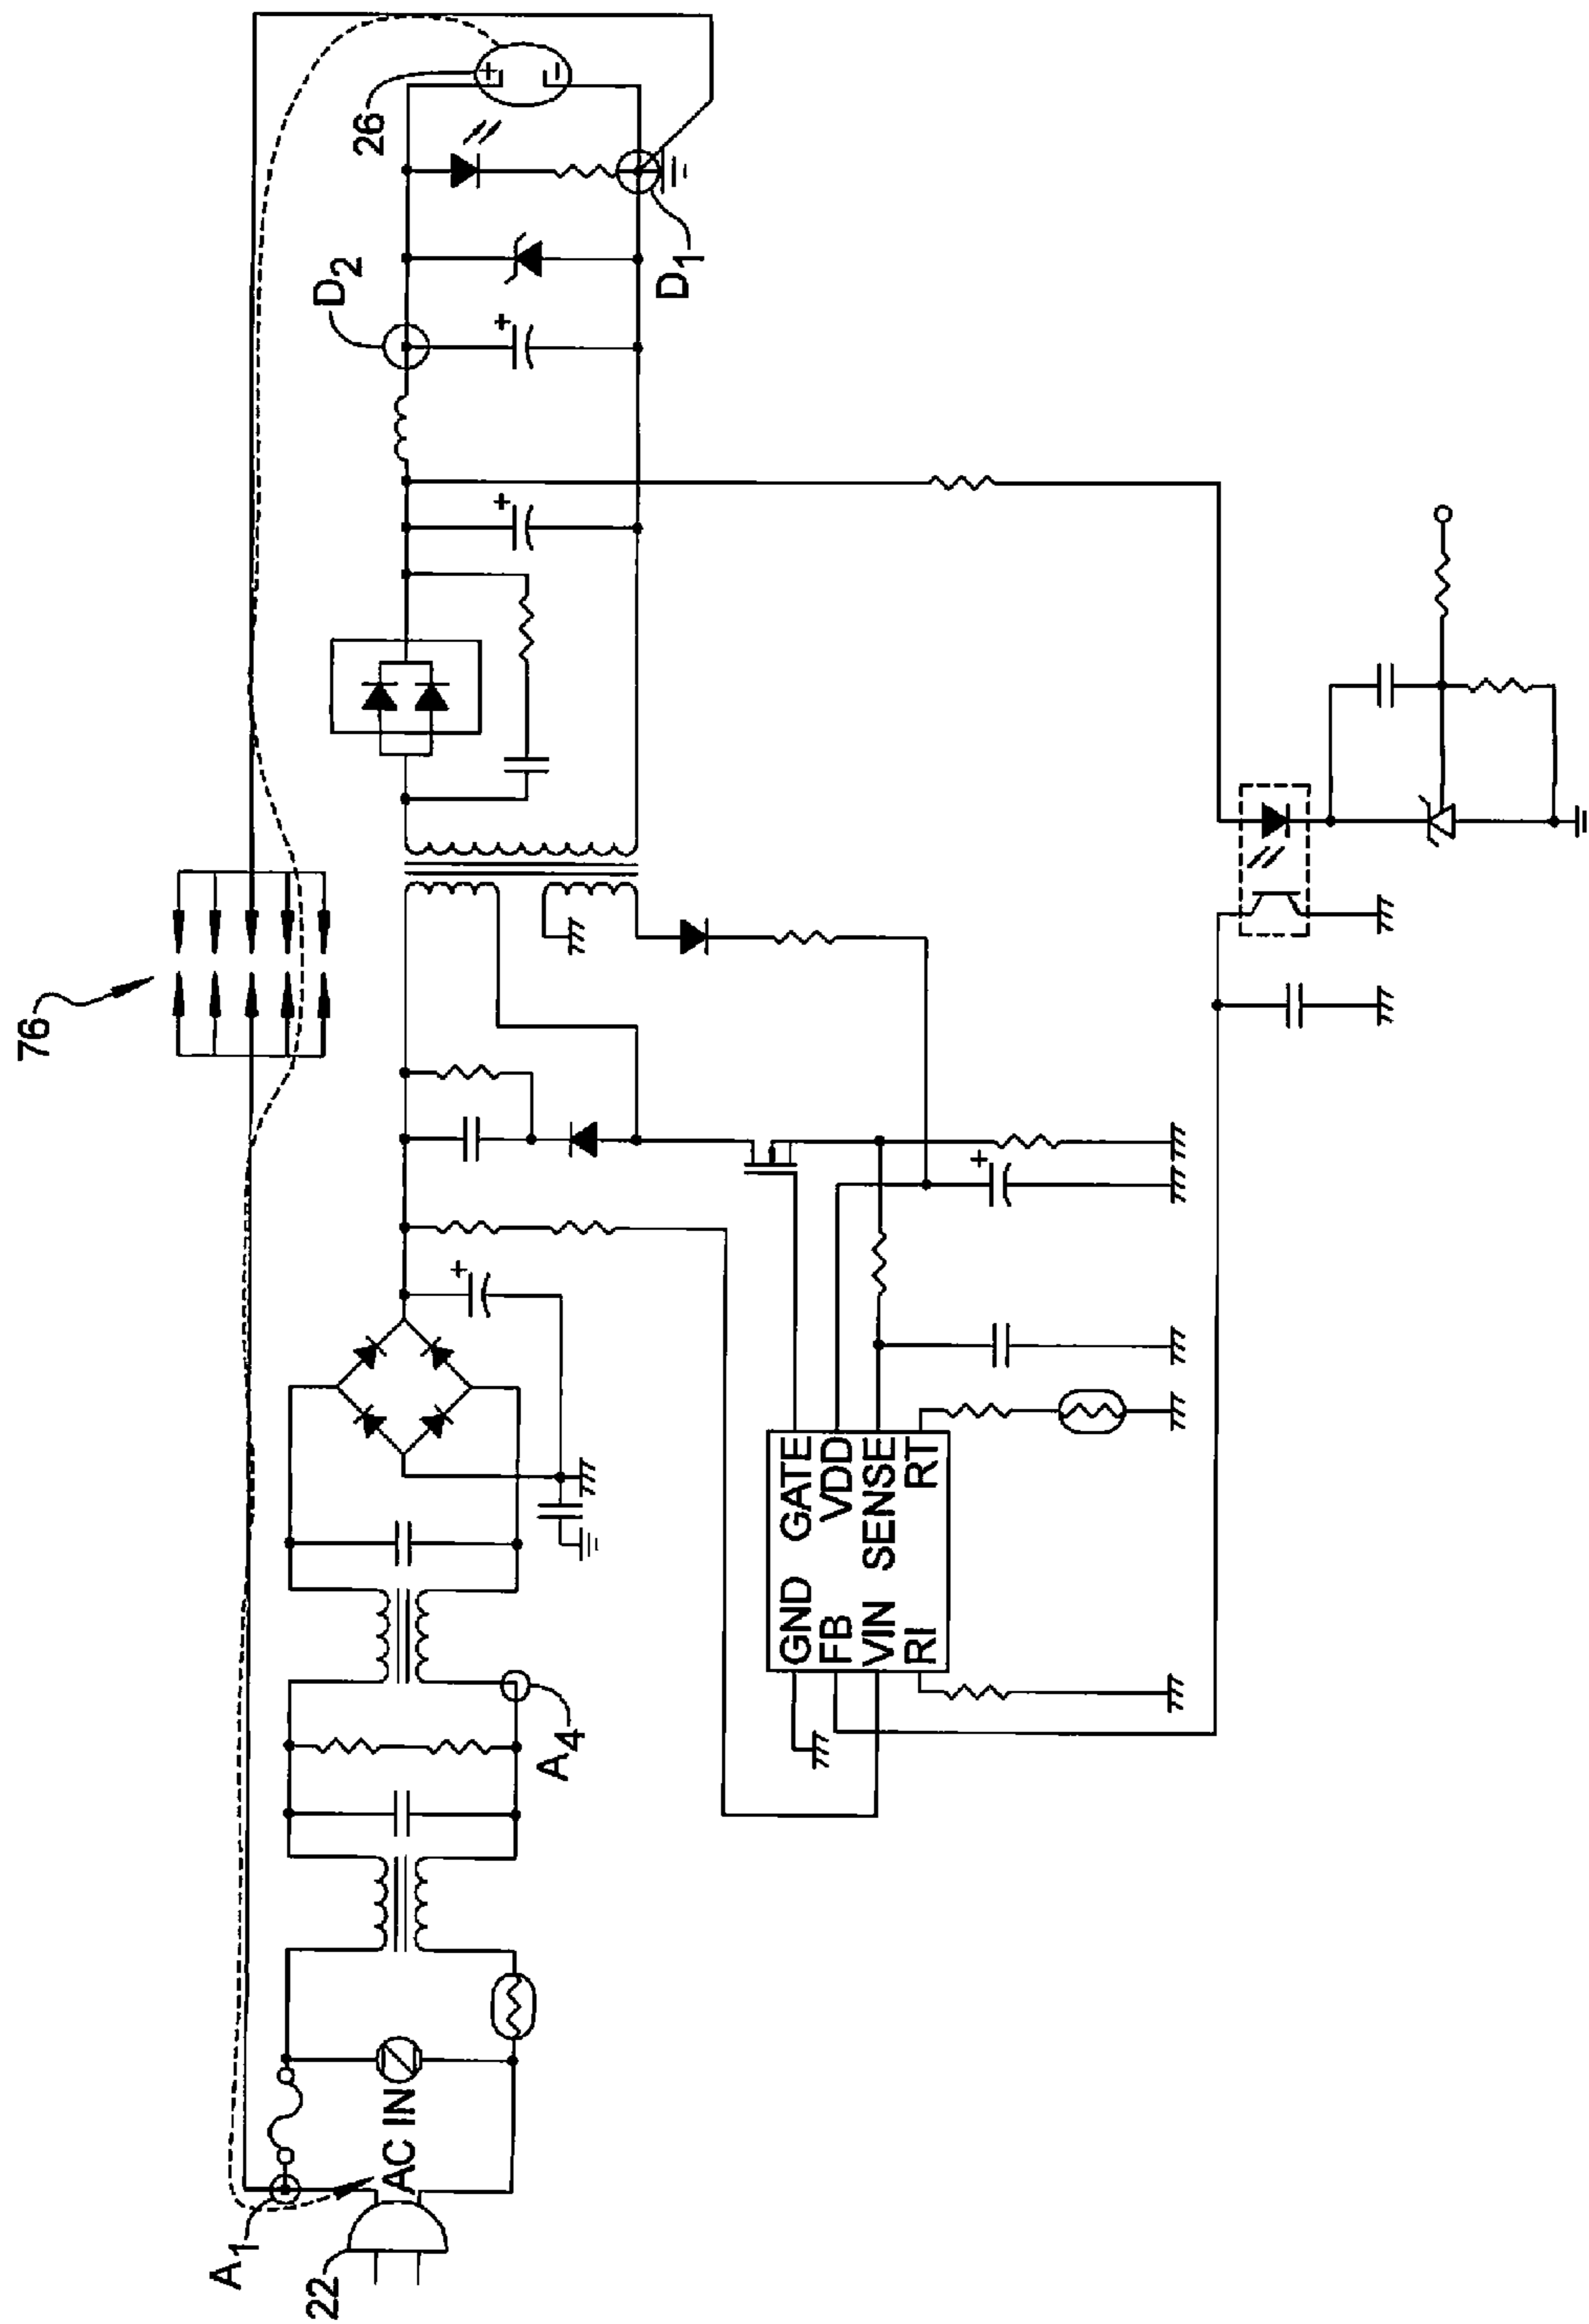 76
26
D2
D1
A1
22
AC IN
A4
GND GATE
FB VDD
VIN SENSE
RI RT
+
+
+
+
+